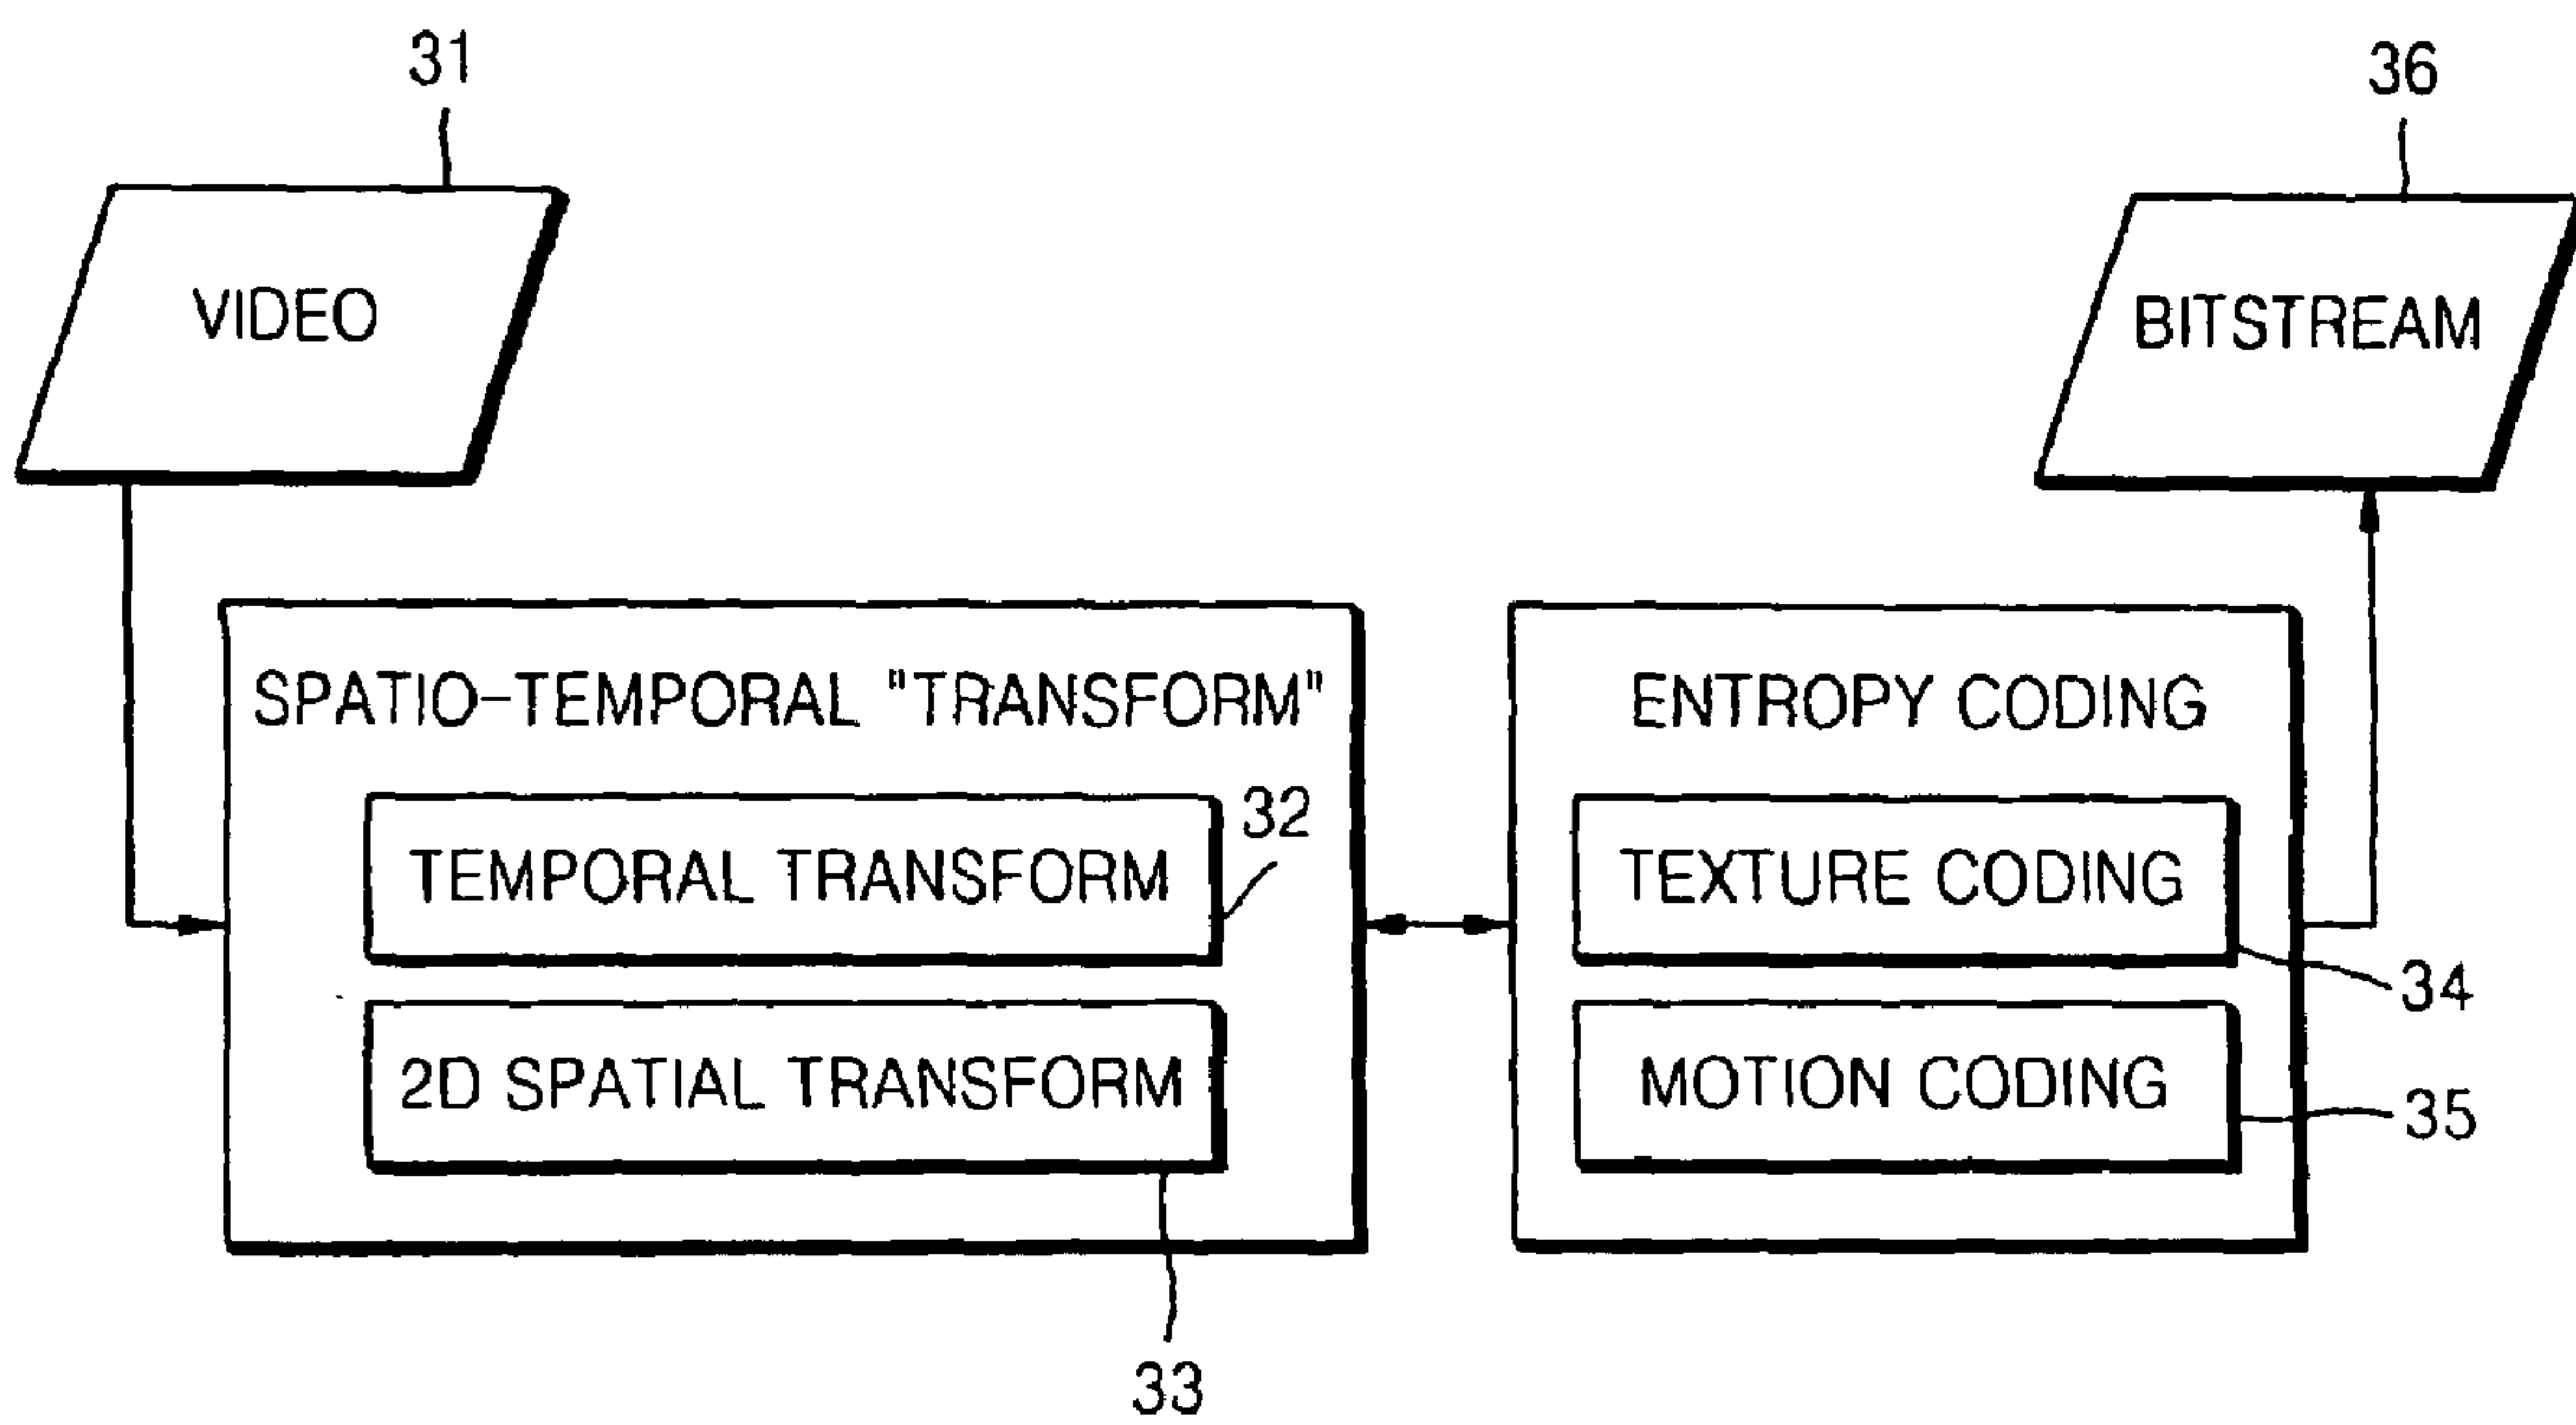 31
36
VIDEO
BITSTREAM
SPATIO-TEMPORAL "TRANSFORM"
TEMPORAL TRANSFORM
32
2D SPATIAL TRANSFORM
33
ENTROPY CODING
TEXTURE CODING
34
MOTION CODING
35